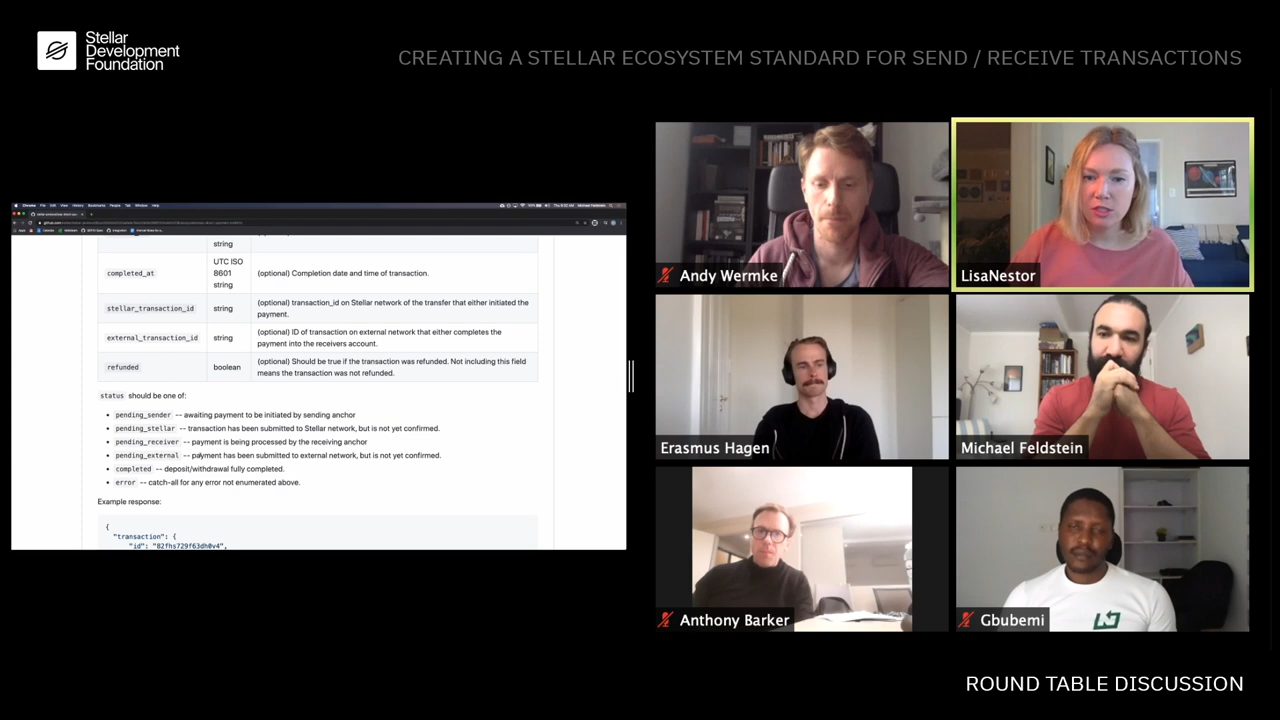 Stellar
Development
Foundation
CREATING A STELLAR ECOSYSTEM STANDARD FOR SEND / RECEIVE TRANSACTIONS
string
completed_at
UTC ISO
8601
string
(optional) Completion date and time of transaction.
stellar_transaction_id
string
(optional) transaction_id on Stellar network of the transfer that either initiated the
payment.
external_transaction_id
string
(optional) ID of transaction on external network that either completes the
payment into the receivers account.
refunded
boolean
(optional) Should be true if the transaction was refunded. Not including this field
means the transaction was not refunded.
status should be one of:
pending_sender -- awaiting payment to be initiated by sending anchor
pending_stellar -- transaction has been submitted to Stellar network, but is not yet confirmed.
pending_receiver -- payment is being processed by the receiving anchor
pending_external -- payment has been submitted to external network, but is not yet confirmed.
completed -- deposit/withdrawal fully completed.
error -- catch-all for any error not enumerated above.
Example response:
{
"transaction": {
"id": "82fhs729f63dh0v4",
Andy Wermke
LisaNestor
Erasmus Hagen
Michael Feldstein
Anthony Barker
Gbubemi
ROUND TABLE DISCUSSION